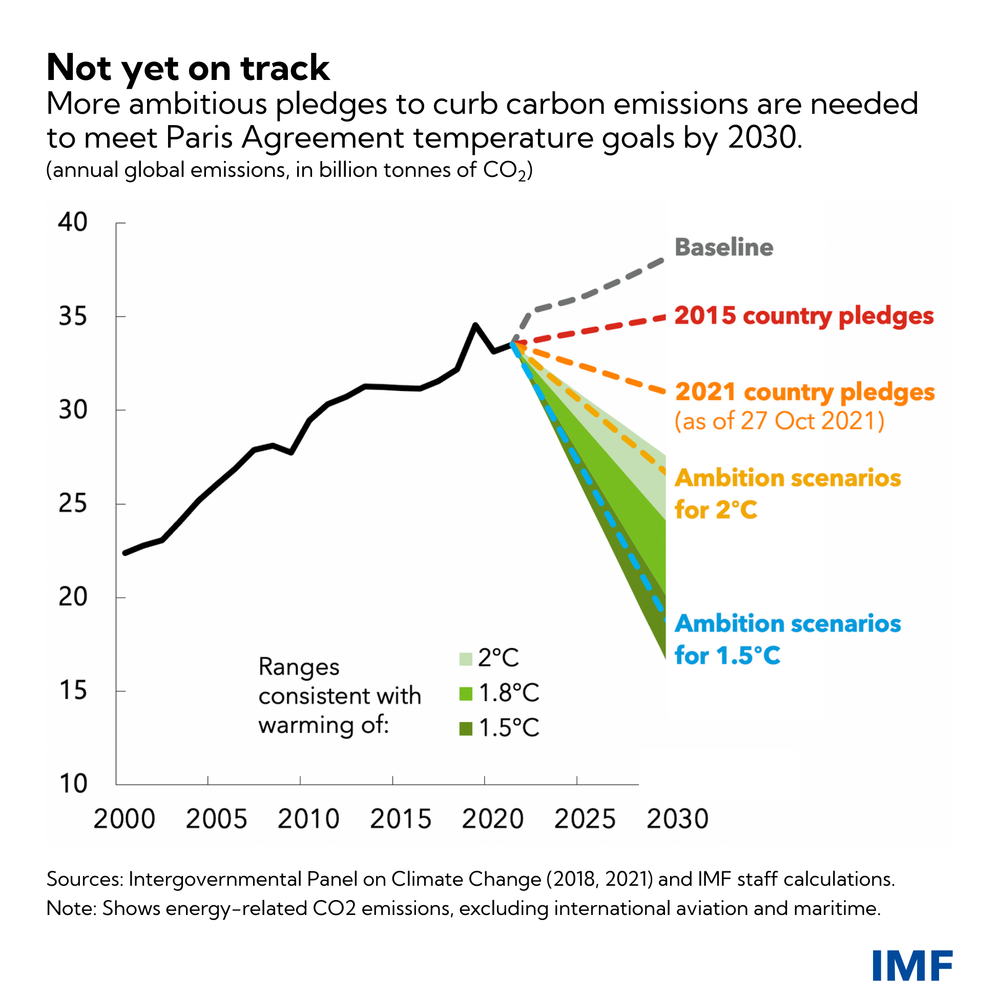 Not yet on track
More ambitious pledges to curb carbon emissions are needed
to meet Paris Agreement temperature goals by 2030.
(annual global emissions, in billion tonnes of CO₂)
40
35
30
25
20
15
10
Baseline
2015 country pledges
2021 country pledges
(as of 27 Oct 2021)
Ambition scenarios
for 2°C
Ambition scenarios
for 1.5°C
Ranges
consistent with
warming of:
2°C
1.8°C
1.5°C
2000 2005 2010 2015 2020 2025 2030
Sources: Intergovernmental Panel on Climate Change (2018, 2021) and IMF staff calculations.
Note: Shows energy-related CO2 emissions, excluding international aviation and maritime.
IMF